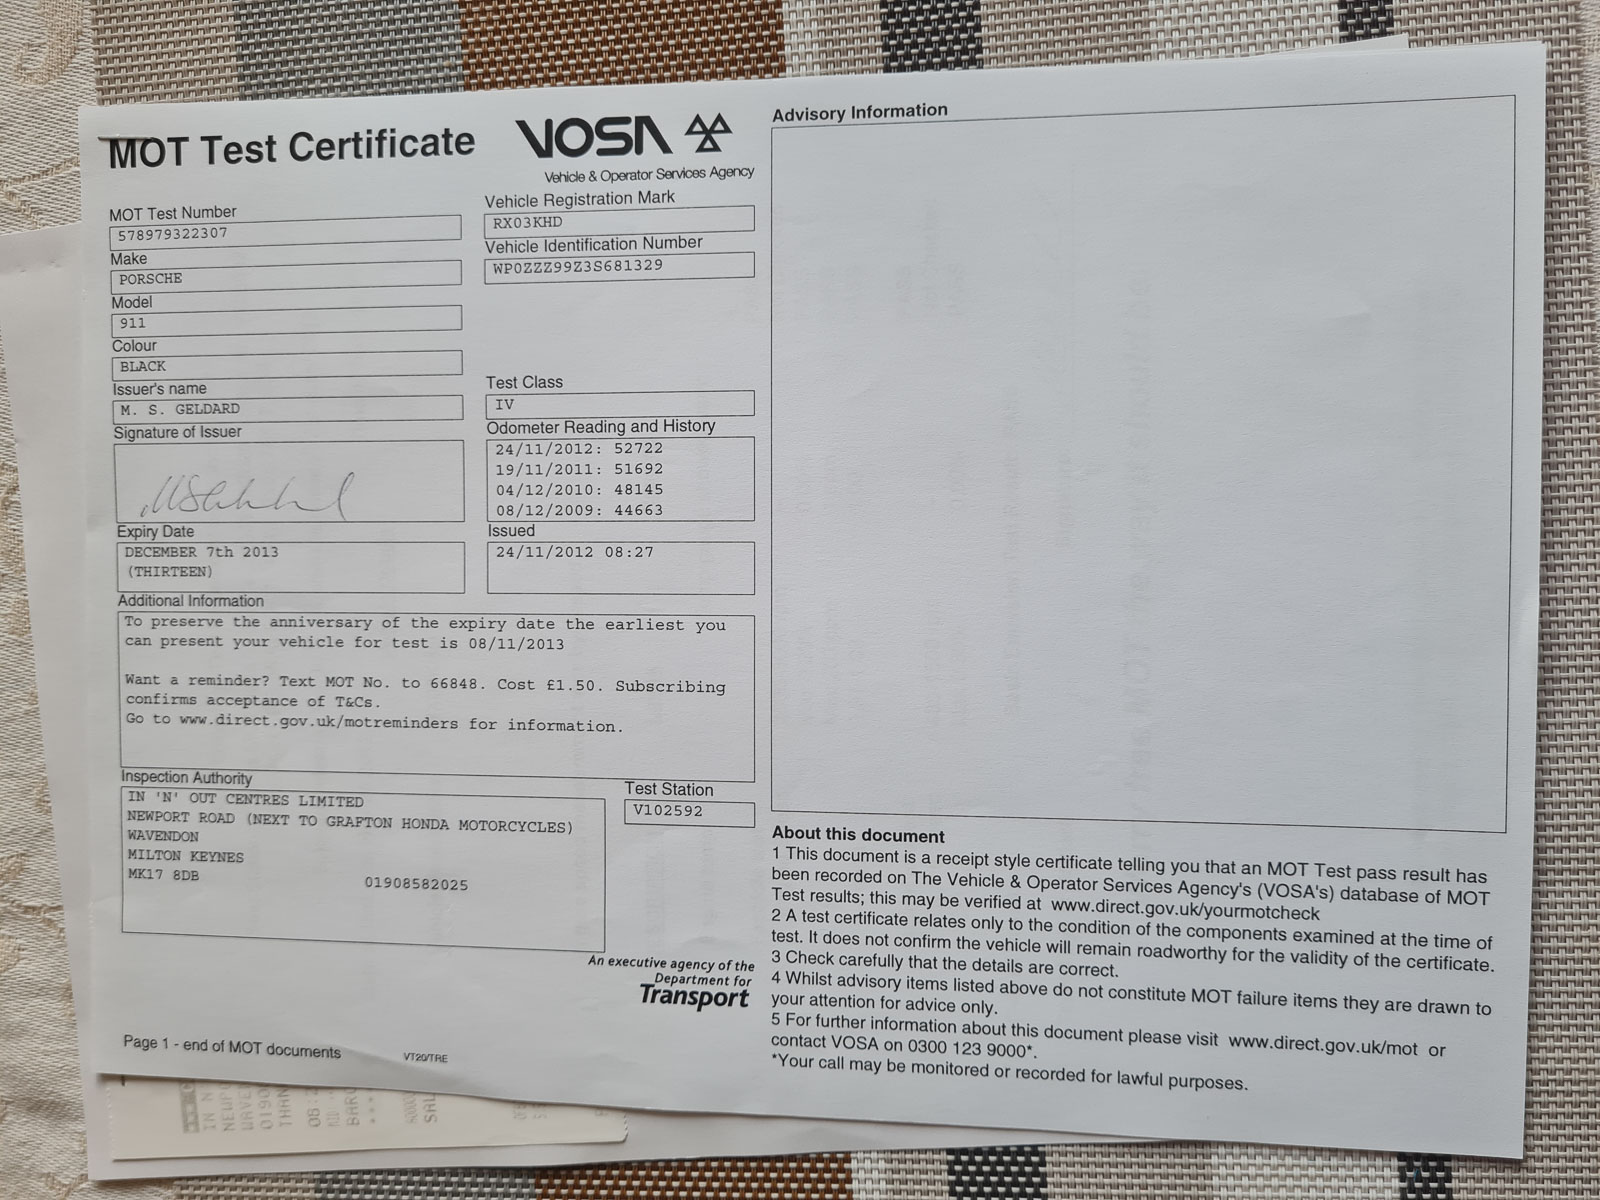 MOT Test Certificate
VOSA
Vehicle & Operator Services Agency
MOT Test Number
578979322307
Make
PORSCHE
Model
911
Colour
BLACK
Issuer's name
M. S. GELDARD
Signature of Issuer
Expiry Date
DECEMBER 7th 2013
(THIRTEEN)
Vehicle Registration Mark
RX03KHD
Vehicle Identification Number
WP0ZZZ99Z3S681329
Test Class
IV
Odometer Reading and History
24/11/2012: 52722
19/11/2011: 51692
04/12/2010: 48145
08/12/2009: 44663
Issued
24/11/2012 08:27
Additional Information
To preserve the anniversary of the expiry date the earliest you
can present your vehicle for test is 08/11/2013
Want a reminder? Text MOT No. to 66848. Cost £1.50. Subscribing
confirms acceptance of T&Cs.
Go to www.direct.gov.uk/motreminders for information.
Inspection Authority
IN 'N' OUT CENTRES LIMITED
NEWPORT ROAD (NEXT TO GRAFTON HONDA MOTORCYCLES)
WAVENDON
MILTON KEYNES
MK17 8DB
01908582025
Test Station
V102592
An executive agency of the
Department for
Transport
Page 1 - end of MOT documents
VT20/TRE
Advisory Information
About this document
1 This document is a receipt style certificate telling you that an MOT Test pass result has
been recorded on The Vehicle & Operator Services Agency's (VOSA's) database of MOT
Test results; this may be verified at www.direct.gov.uk/yourmotcheck
2 A test certificate relates only to the condition of the components examined at the time of
test. It does not confirm the vehicle will remain roadworthy for the validity of the certificate.
3 Check carefully that the details are correct.
4 Whilst advisory items listed above do not constitute MOT failure items they are drawn to
your attention for advice only.
5 For further information about this document please visit www.direct.gov.uk/mot or
contact VOSA on 0300 123 9000*.
*Your call may be monitored or recorded for lawful purposes.